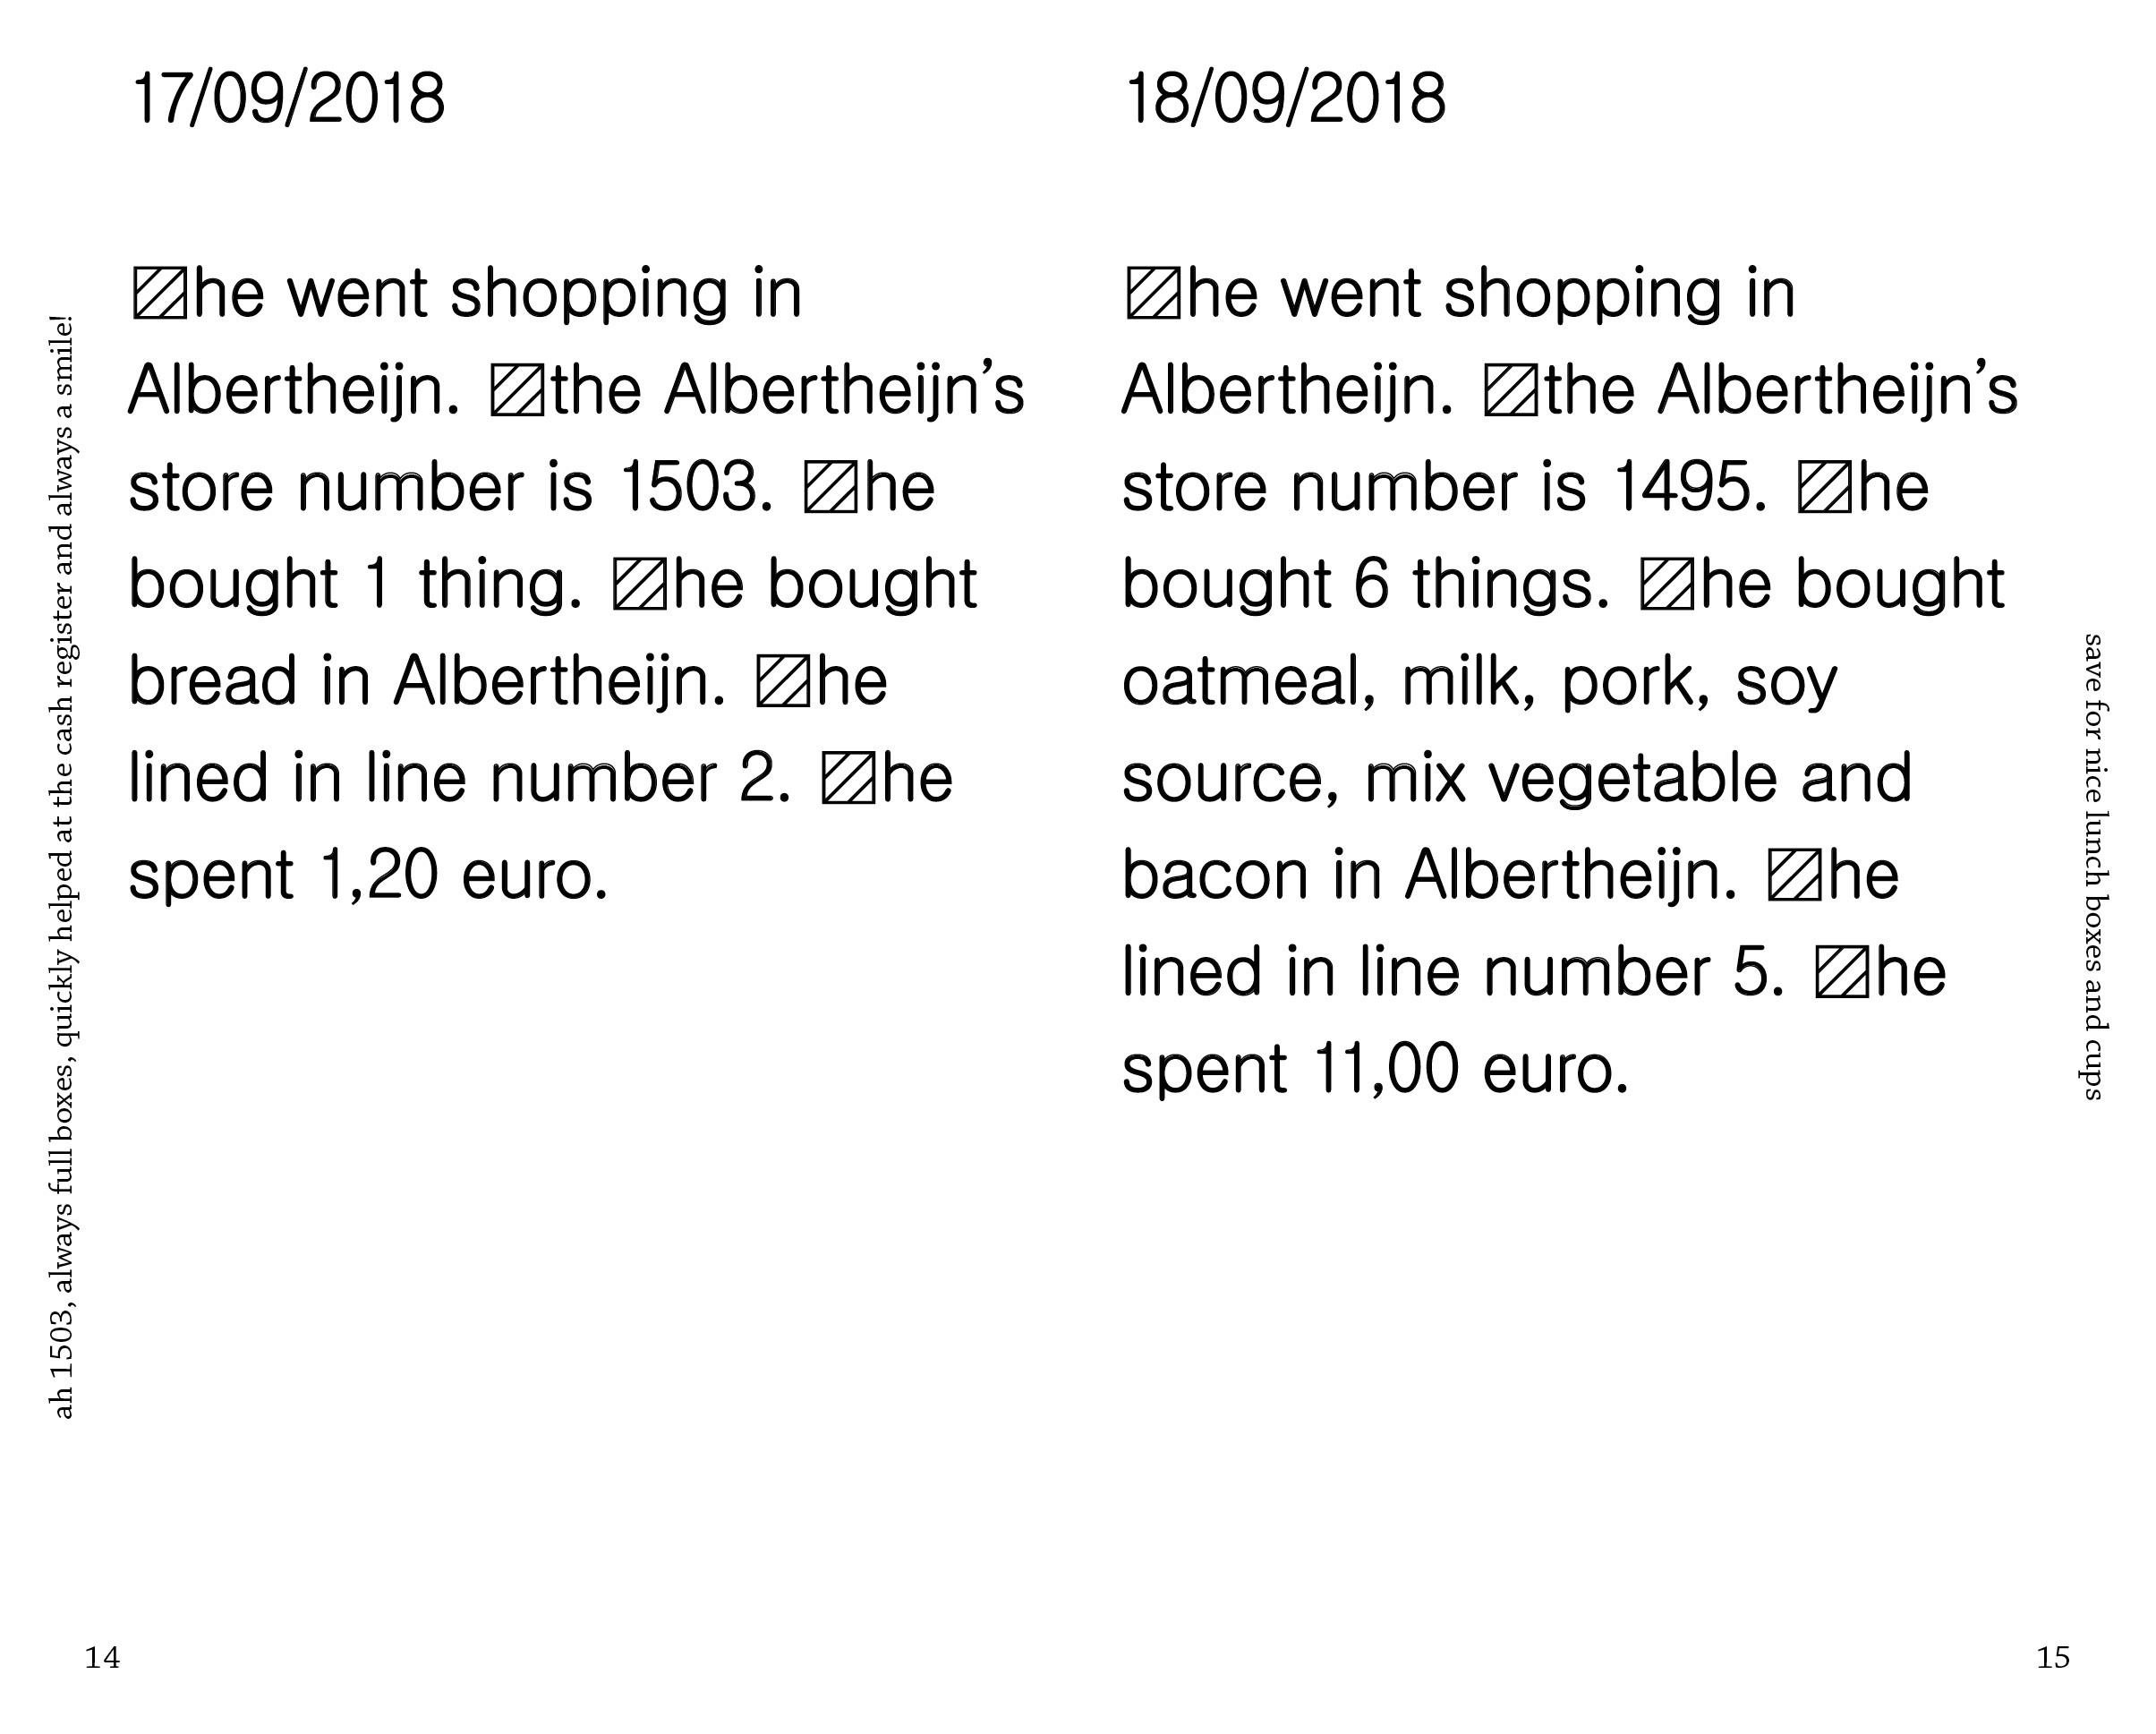 17/09/2018
▨he went shopping in
Albertheijn. ▨the Albertheijn's
store number is 1503. ▨he
bought 1 thing. ▨he bought
bread in Albertheijn. ▨he
lined in line number 2. ▨he
spent 1,20 euro.
ah 1503, always full boxes, quickly helped at the cash register and always a smile!
14
18/09/2018
▨he went shopping in
Albertheijn. ▨the Albertheijn's
store number is 1495. ▨he
bought 6 things. ▨he bought
oatmeal, milk, pork, soy
source, mix vegetable and
bacon in Albertheijn. ▨he
lined in line number 5. ▨he
spent 11,00 euro.
save for nice lunch boxes and cups
15